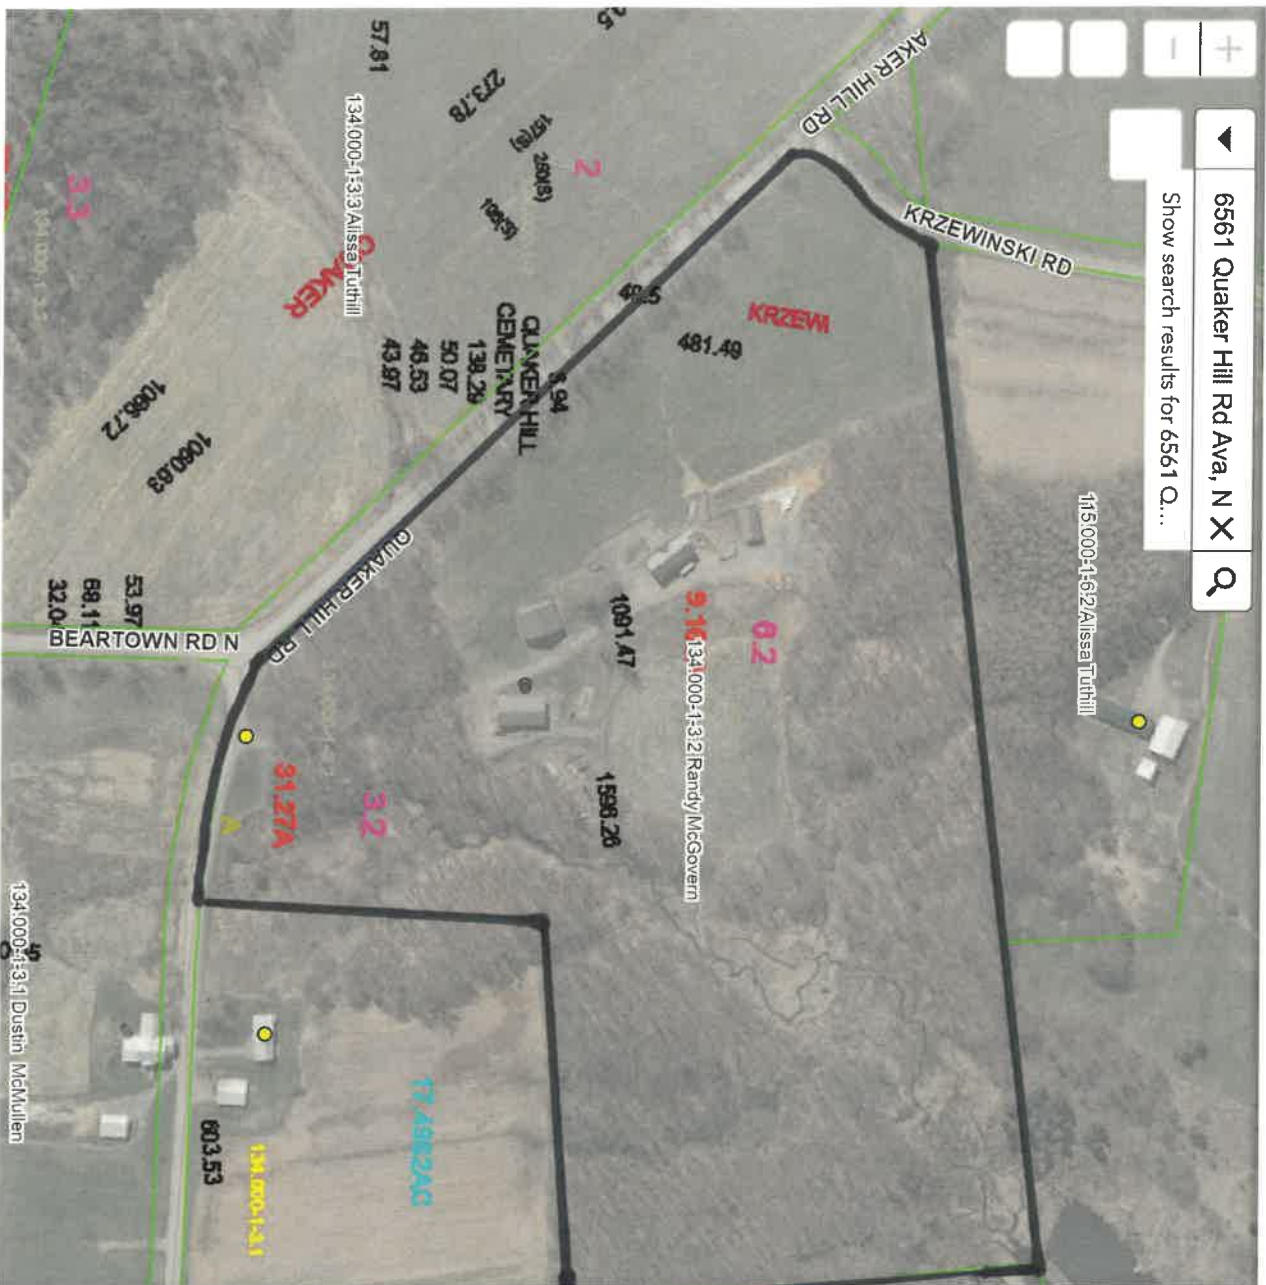 6561 Quaker Hill Rd Ava, N
Show search results for 6561 Q...
AKER HILL RD
KRZEWINSKI RD
115.000-1-6.2 Alissa Tuthill
57.81
273.78
157(S)
250(S)
198(S)
2
134.000-1-3.3 Alissa Tuthill
3.3
KRZEWI
481.49
QUAKER HILL
CEMETARY
138.29
50.07
46.53
43.97
1066.72
1060.63
6.2
134.000-1-3.2 Randy McGovern
1091.47
1596.26
QUAKER HILL RD
53.97
68.11
BEARTOWN RD N
3.2
31.27A
A
603.53
134.000-1-3.1
134.000-1-3.1 Dustin McMullen